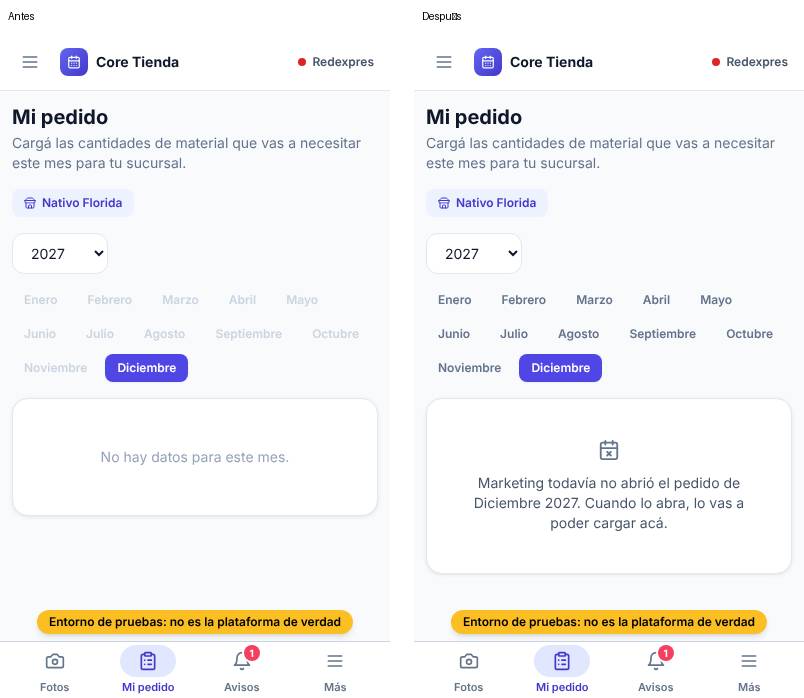 Antes
Core Tienda
Redexpres
Mi pedido
Cargá las cantidades de material que vas a necesitar
este mes para tu sucursal.
Nativo Florida
2027
Enero Febrero Marzo Abril Mayo
Junio Julio Agosto Septiembre Octubre
Noviembre Diciembre
No hay datos para este mes.
Entorno de pruebas: no es la plataforma de verdad
Fotos
Mi pedido
1
Avisos
Más
Core Tienda
Redexpres
Mi pedido
Cargá las cantidades de material que vas a necesitar
este mes para tu sucursal.
Nativo Florida
2027
Enero Febrero Marzo Abril Mayo
Junio Julio Agosto Septiembre Octubre
Noviembre Diciembre
Marketing todavía no abrió el pedido de
Diciembre 2027. Cuando lo abra, lo vas a
poder cargar acá.
Entorno de pruebas: no es la plataforma de verdad
Fotos
Mi pedido
1
Avisos
Más